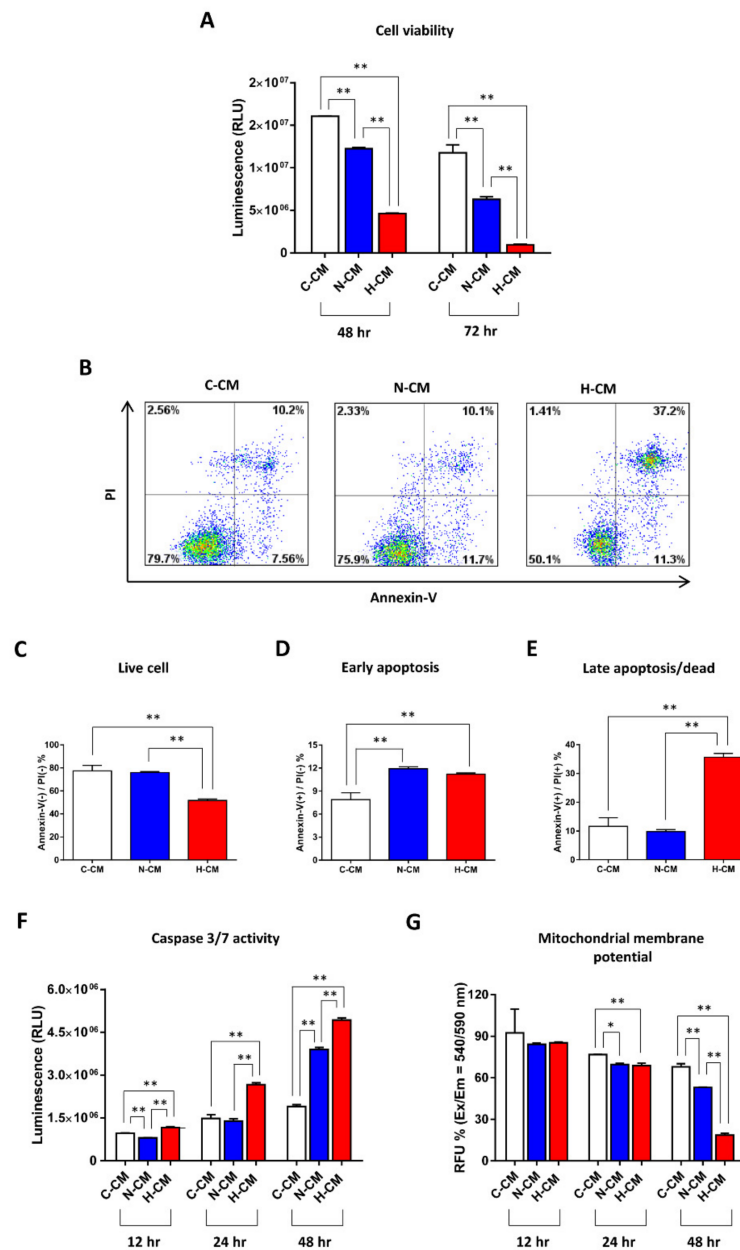 A
Cell viability
Luminescence (RLU)
2×10⁰⁷
2×10⁰⁷
1×10⁰⁷
5×10⁰⁶
0
** ** **
** ** **
C-CM N-CM H-CM C-CM N-CM H-CM
48 hr 72 hr
B
C-CM N-CM H-CM
PI
2.56% 10.2% 2.33% 10.1% 1.41% 37.2%
79.7% 7.56% 75.9% 11.7% 50.1% 11.3%
Annexin-V
C
Live cell
Annexin-V(-) / PI(-) %
100
80
60
40
20
0
** **
C-CM N-CM H-CM
D
Early apoptosis
Annexin-V(+) / PI(-) %
15
12
9
6
3
0
** **
C-CM N-CM H-CM
E
Late apoptosis/dead
Annexin-V(+) / PI(+) %
40
30
20
10
0
** **
C-CM N-CM H-CM
F
Caspase 3/7 activity
Luminescence (RLU)
6.0×10⁰⁶
4.5×10⁰⁶
3.0×10⁰⁶
1.5×10⁰⁶
0
** ** **
** **
** ** **
C-CM N-CM H-CM C-CM N-CM H-CM C-CM N-CM H-CM
12 hr 24 hr 48 hr
G
Mitochondrial membrane
potential
RFU % (Ex/Em = 540/590 nm)
120
90
60
30
0
** *
** ** **
C-CM N-CM H-CM C-CM N-CM H-CM C-CM N-CM H-CM
12 hr 24 hr 48 hr